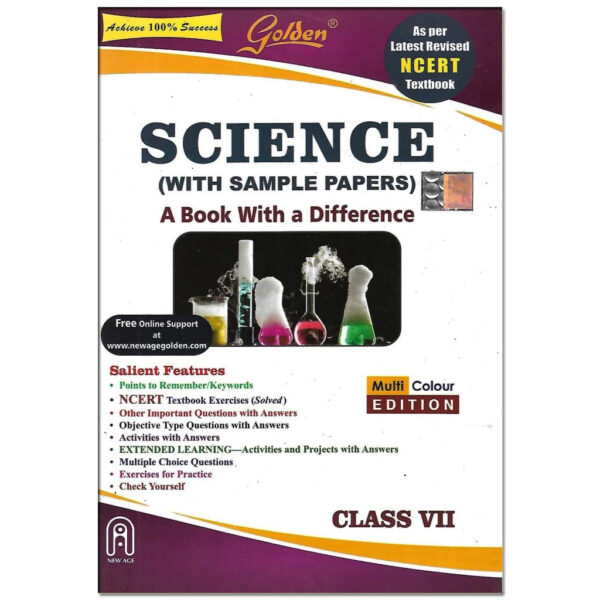 Achieve 100% Success
Golden®
As per
Latest Revised
NCERT
Textbook
SCIENCE
(WITH SAMPLE PAPERS)
A Book With a Difference
Free Online Support
at
www.newagegolden.com
Salient Features
• Points to Remember/Keywords
• NCERT Textbook Exercises (Solved)
• Other Important Questions with Answers
• Objective Type Questions with Answers
• Activities with Answers
• EXTENDED LEARNING—Activities and Projects with Answers
• Multiple Choice Questions
• Exercises for Practice
• Check Yourself
Multi Colour
EDITION
CLASS VII
NEW AGE